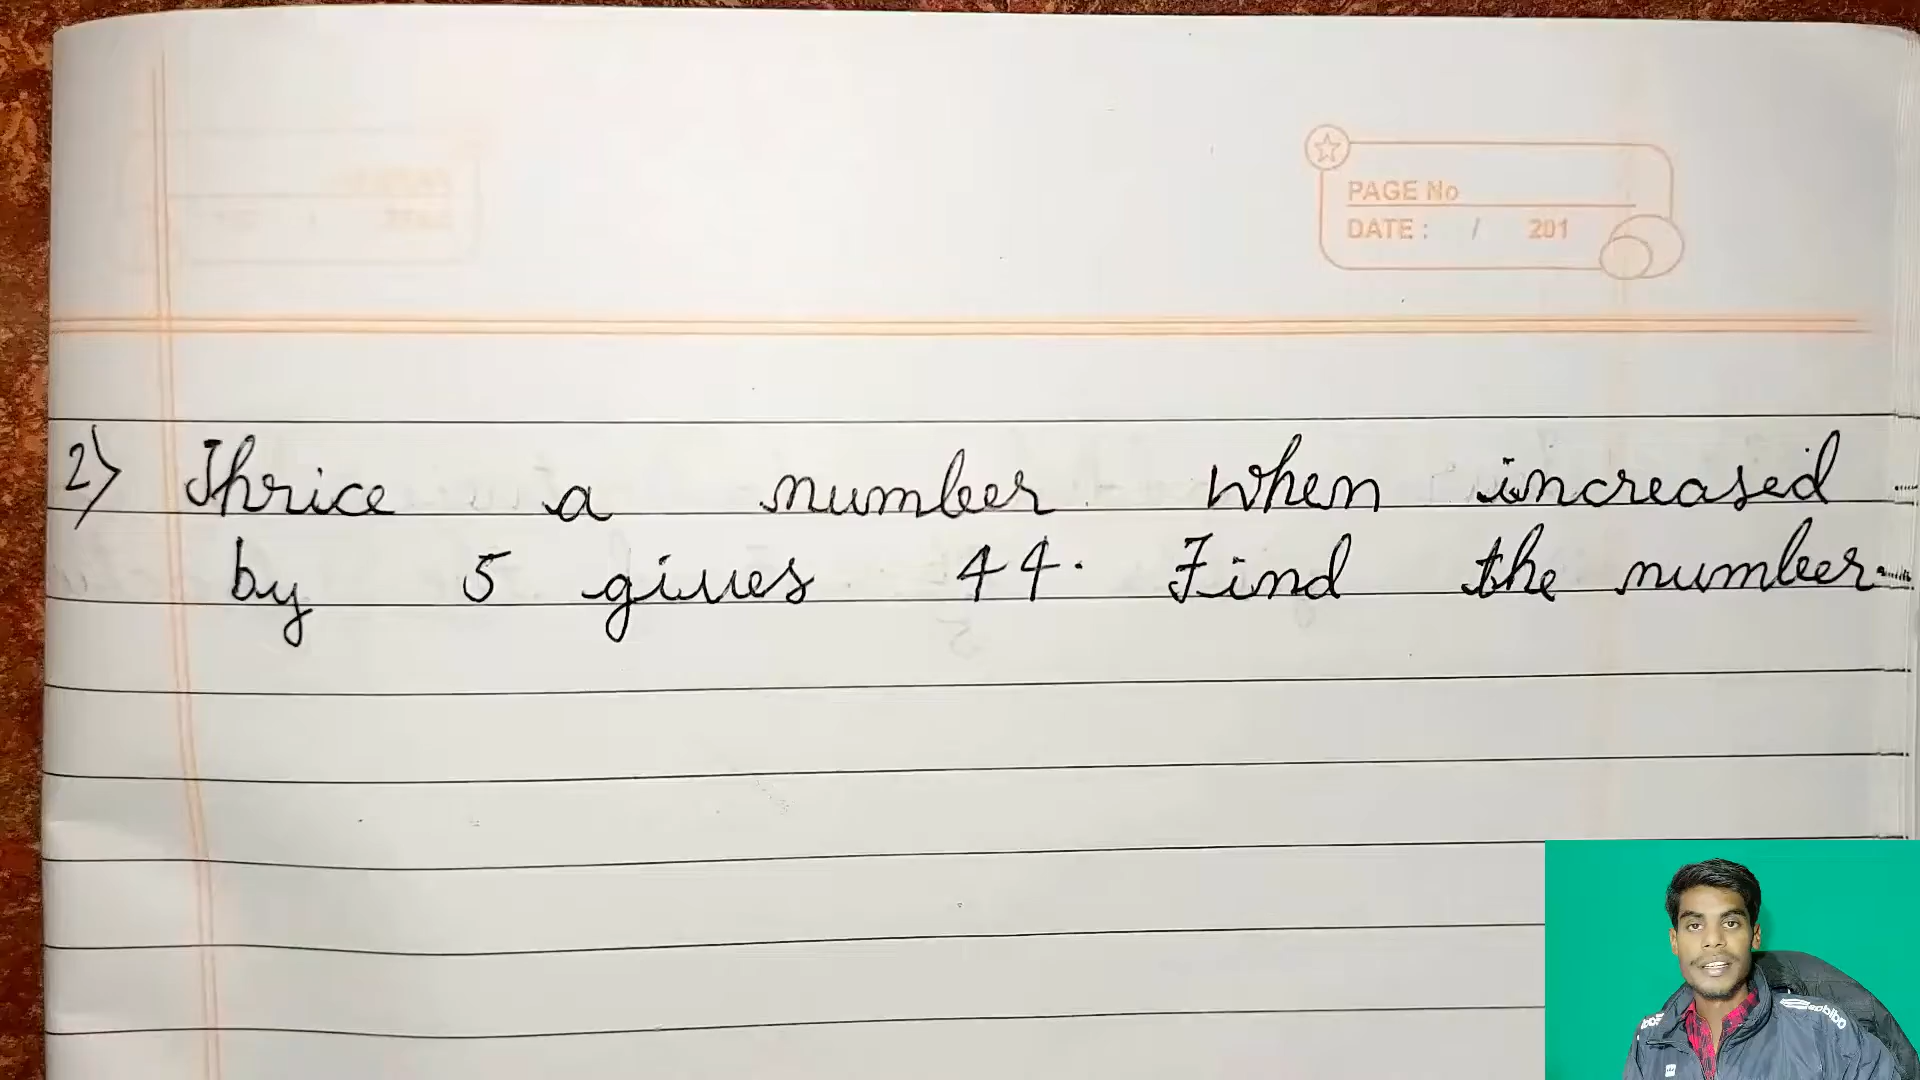 PAGE No
DATE : / 201
2) Thrice a number when increased
by 5 gives 44. Find the number.